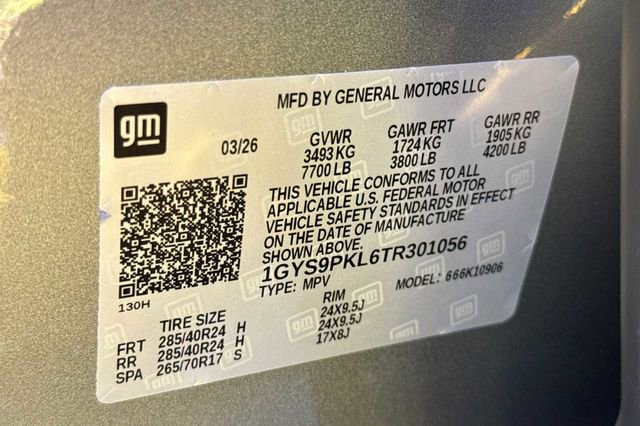 MFD BY GENERAL MOTORS LLC
gm
03/26
GVWR GAWR FRT GAWR RR
3493 KG 1724 KG 1905 KG
7700 LB 3800 LB 4200 LB
THIS VEHICLE CONFORMS TO ALL
APPLICABLE U.S. FEDERAL MOTOR
VEHICLE SAFETY STANDARDS IN EFFECT
ON THE DATE OF MANUFACTURE
SHOWN ABOVE.
1GYS9PKL6TR301056
TYPE: MPV MODEL: 666K10906
130H
TIRE SIZE RIM
FRT 285/40R24 H 24X9.5J
RR 285/40R24 H 24X9.5J
SPA 265/70R17 S 17X8J